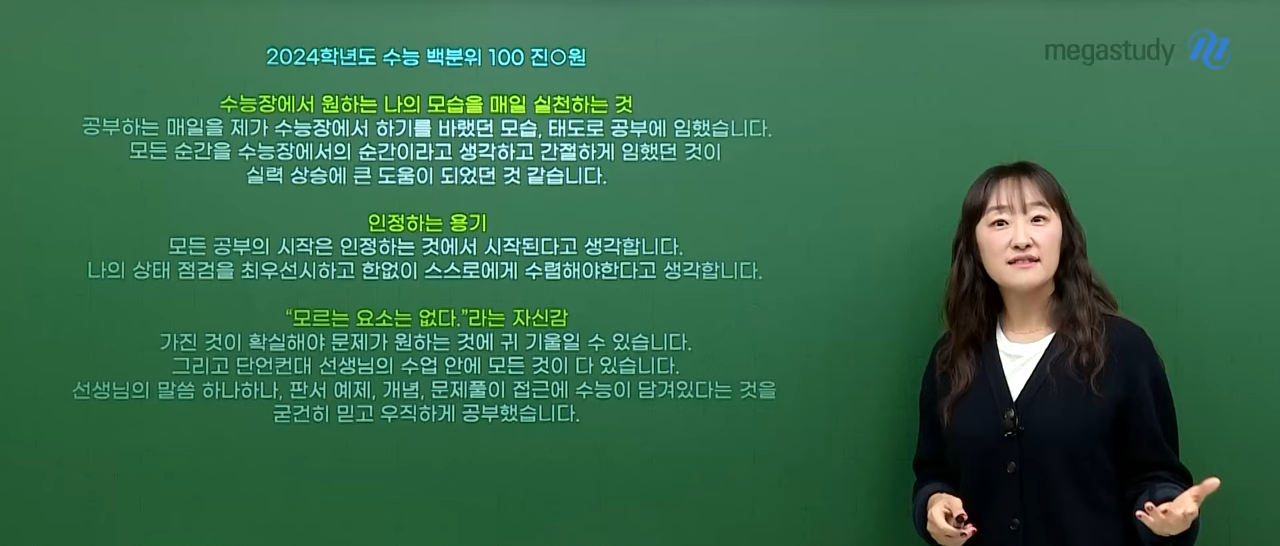 2024학년도 수능 백분위 100 진○원
megastudy
수능장에서 원하는 나의 모습을 매일 실천하는 것
공부하는 매일을 제가 수능장에서 하기를 바랬던 모습, 태도로 공부에 임했습니다.
모든 순간을 수능장에서의 순간이라고 생각하고 간절하게 임했던 것이
실력 상승에 큰 도움이 되었던 것 같습니다.
인정하는 용기
모든 공부의 시작은 인정하는 것에서 시작된다고 생각합니다.
나의 상태 점검을 최우선시하고 한없이 스스로에게 수렴해야한다고 생각합니다.
“모르는 요소는 없다.”라는 자신감
가진 것이 확실해야 문제가 원하는 것에 귀 기울일 수 있습니다.
그리고 단언컨대 선생님의 수업 안에 모든 것이 다 있습니다.
선생님의 말씀 하나하나, 판서 예제, 개념, 문제풀이 접근에 수능이 담겨있다는 것을
굳건히 믿고 우직하게 공부했습니다.